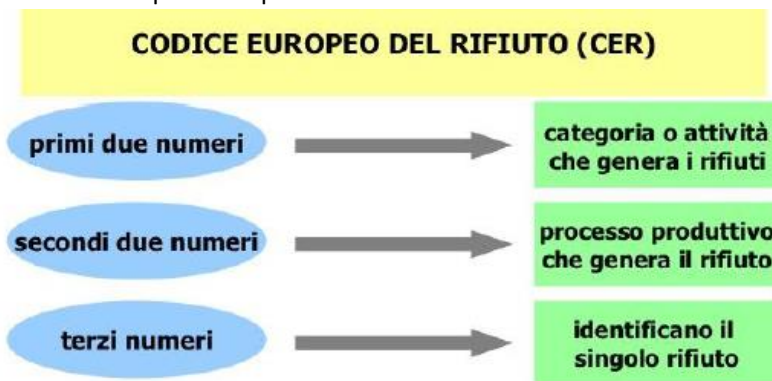 CODICE EUROPEO DEL RIFIUTO (CER)
primi due numeri
categoria o attività
che genera i rifiuti
secondi due numeri
processo produttivo
che genera il rifiuto
terzi numeri
identificano il
singolo rifiuto